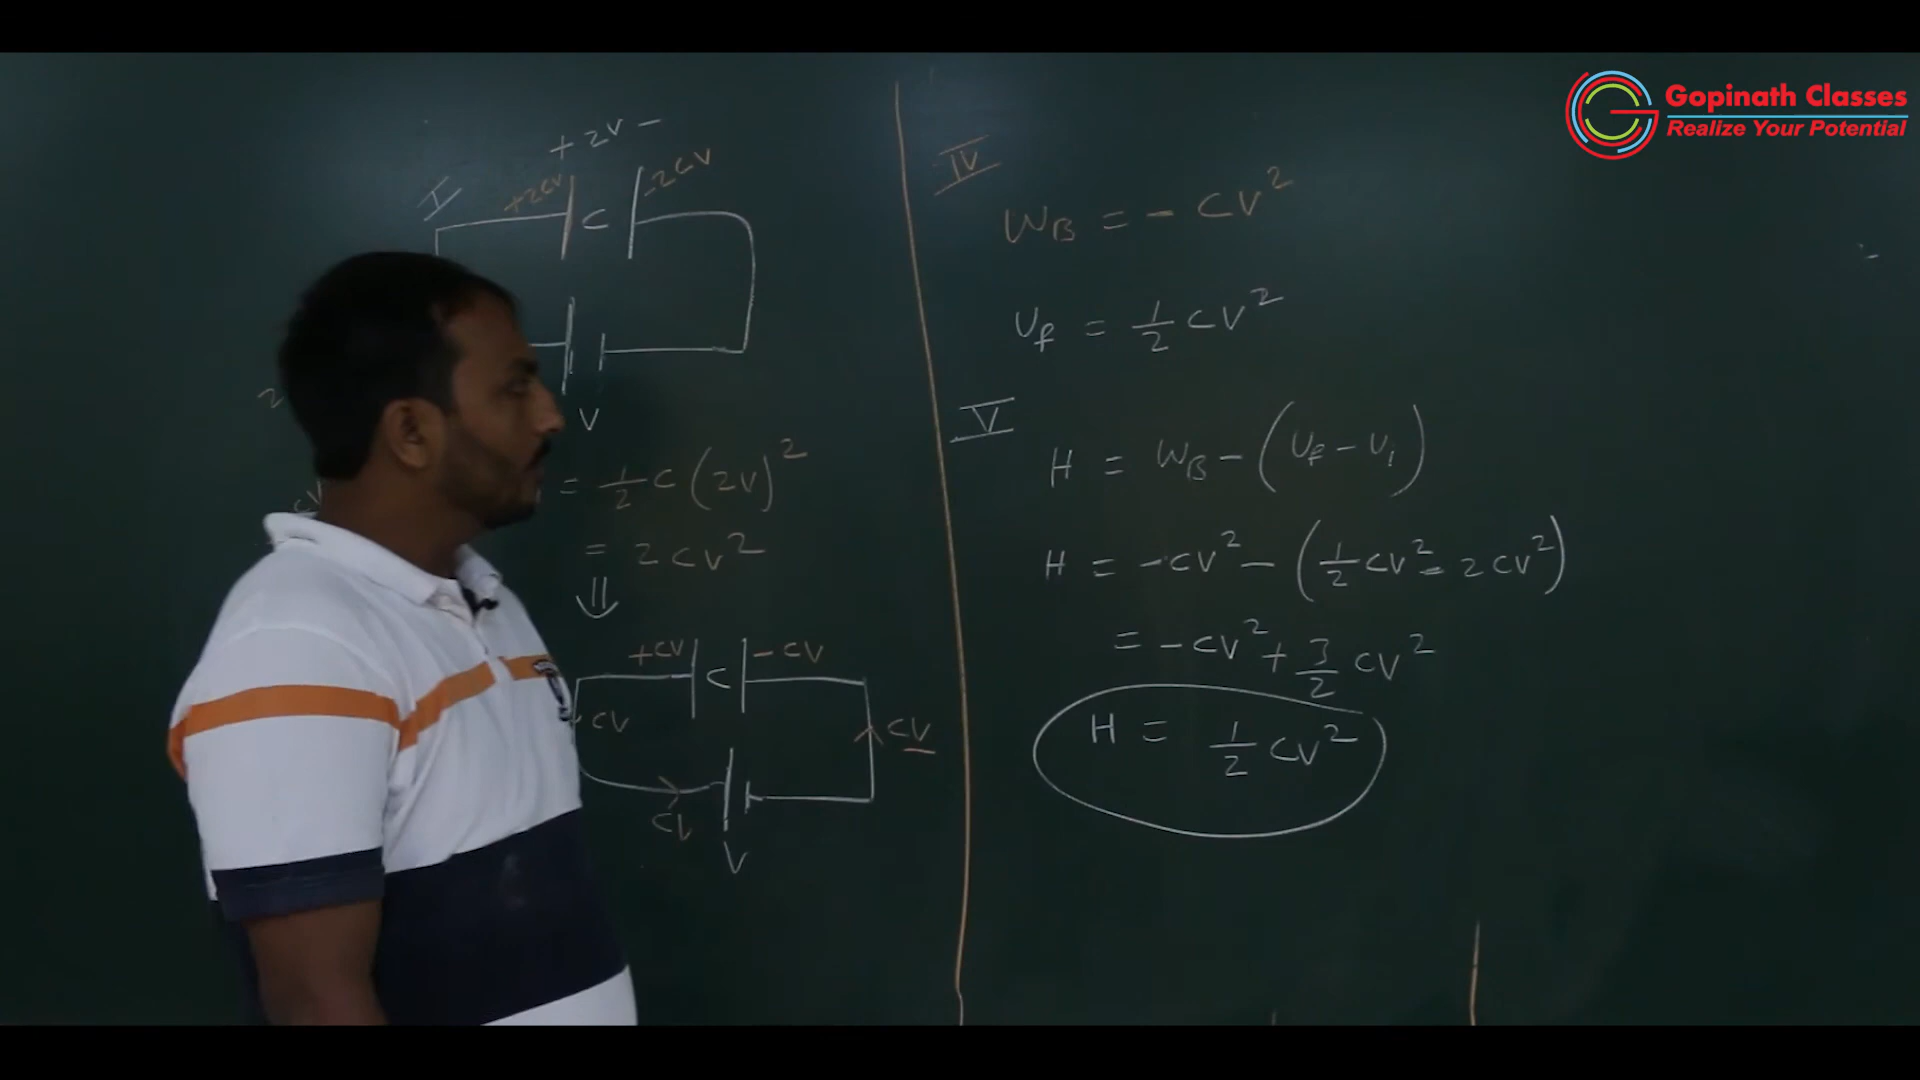 Gopinath Classes
Realize Your Potential
I
+ 2V -
+2CV C -2CV
V
= 1/2 C (2V)²
= 2CV²
⇓
+CV C -CV
CV
CV
V
IV
W_B = - CV²
U_f = 1/2 CV²
V
H = W_B - (U_f - U_i)
H = -CV² - (1/2 CV² - 2CV²)
= -CV² + 3/2 CV²
H = 1/2 CV²